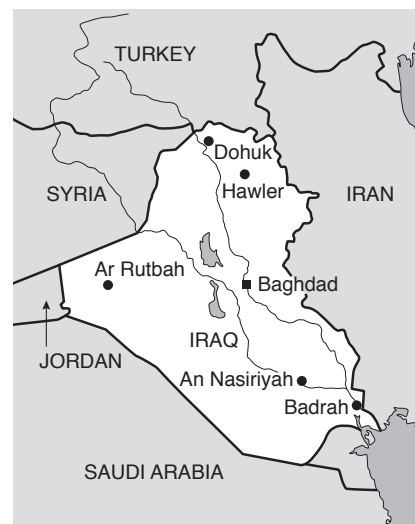 TURKEY
Dohuk
SYRIA
Hawler
IRAN
Ar Rutbah
Baghdad
IRAQ
JORDAN
An Nasiriyah
Badrah
SAUDI ARABIA